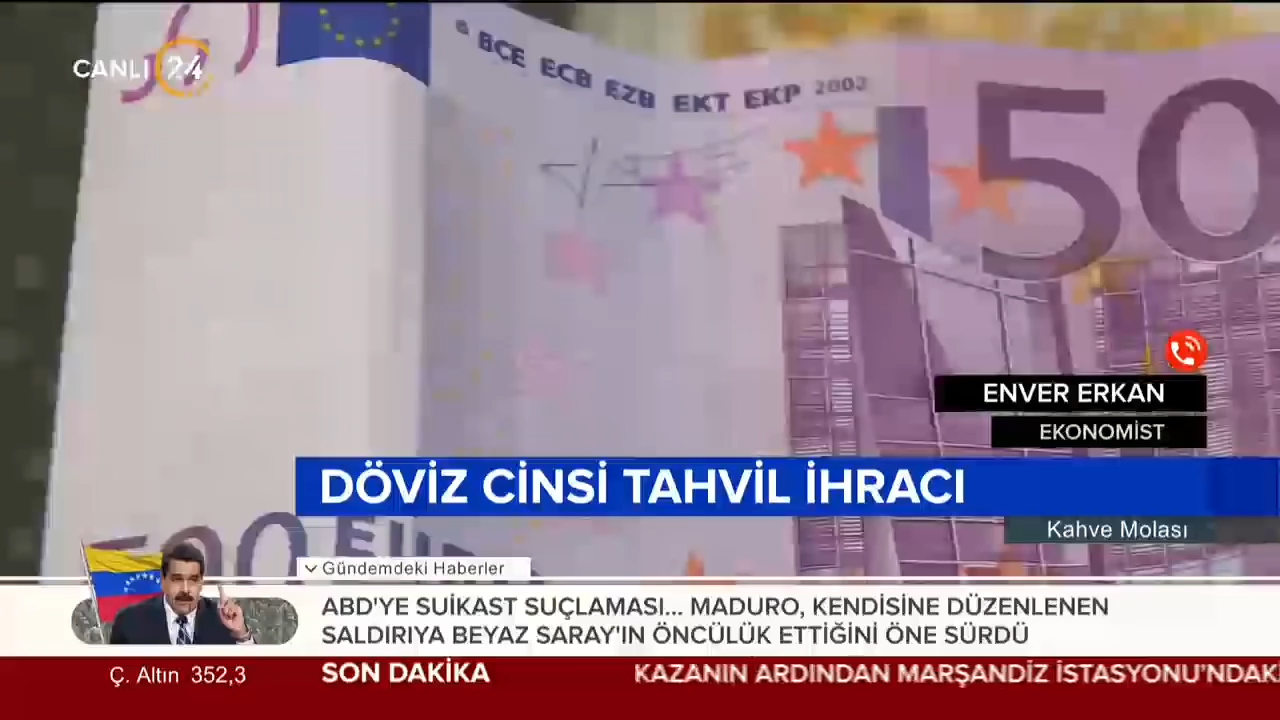 CANLI 24
BCE ECB EZB EKT EKP 2002
50
ENVER ERKAN
EKONOMİST
DÖVİZ CİNSİ TAHVİL İHRACI
Kahve Molası
Gündemdeki Haberler
ABD'YE SUİKAST SUÇLAMASI... MADURO, KENDİSİNE DÜZENLENEN
SALDIRIYA BEYAZ SARAY'IN ÖNCÜLÜK ETTİĞİNİ ÖNE SÜRDÜ
Ç. Altın 352,3 SON DAKİKA KAZANIN ARDINDAN MARŞANDİZ İSTASYONU'NDAK